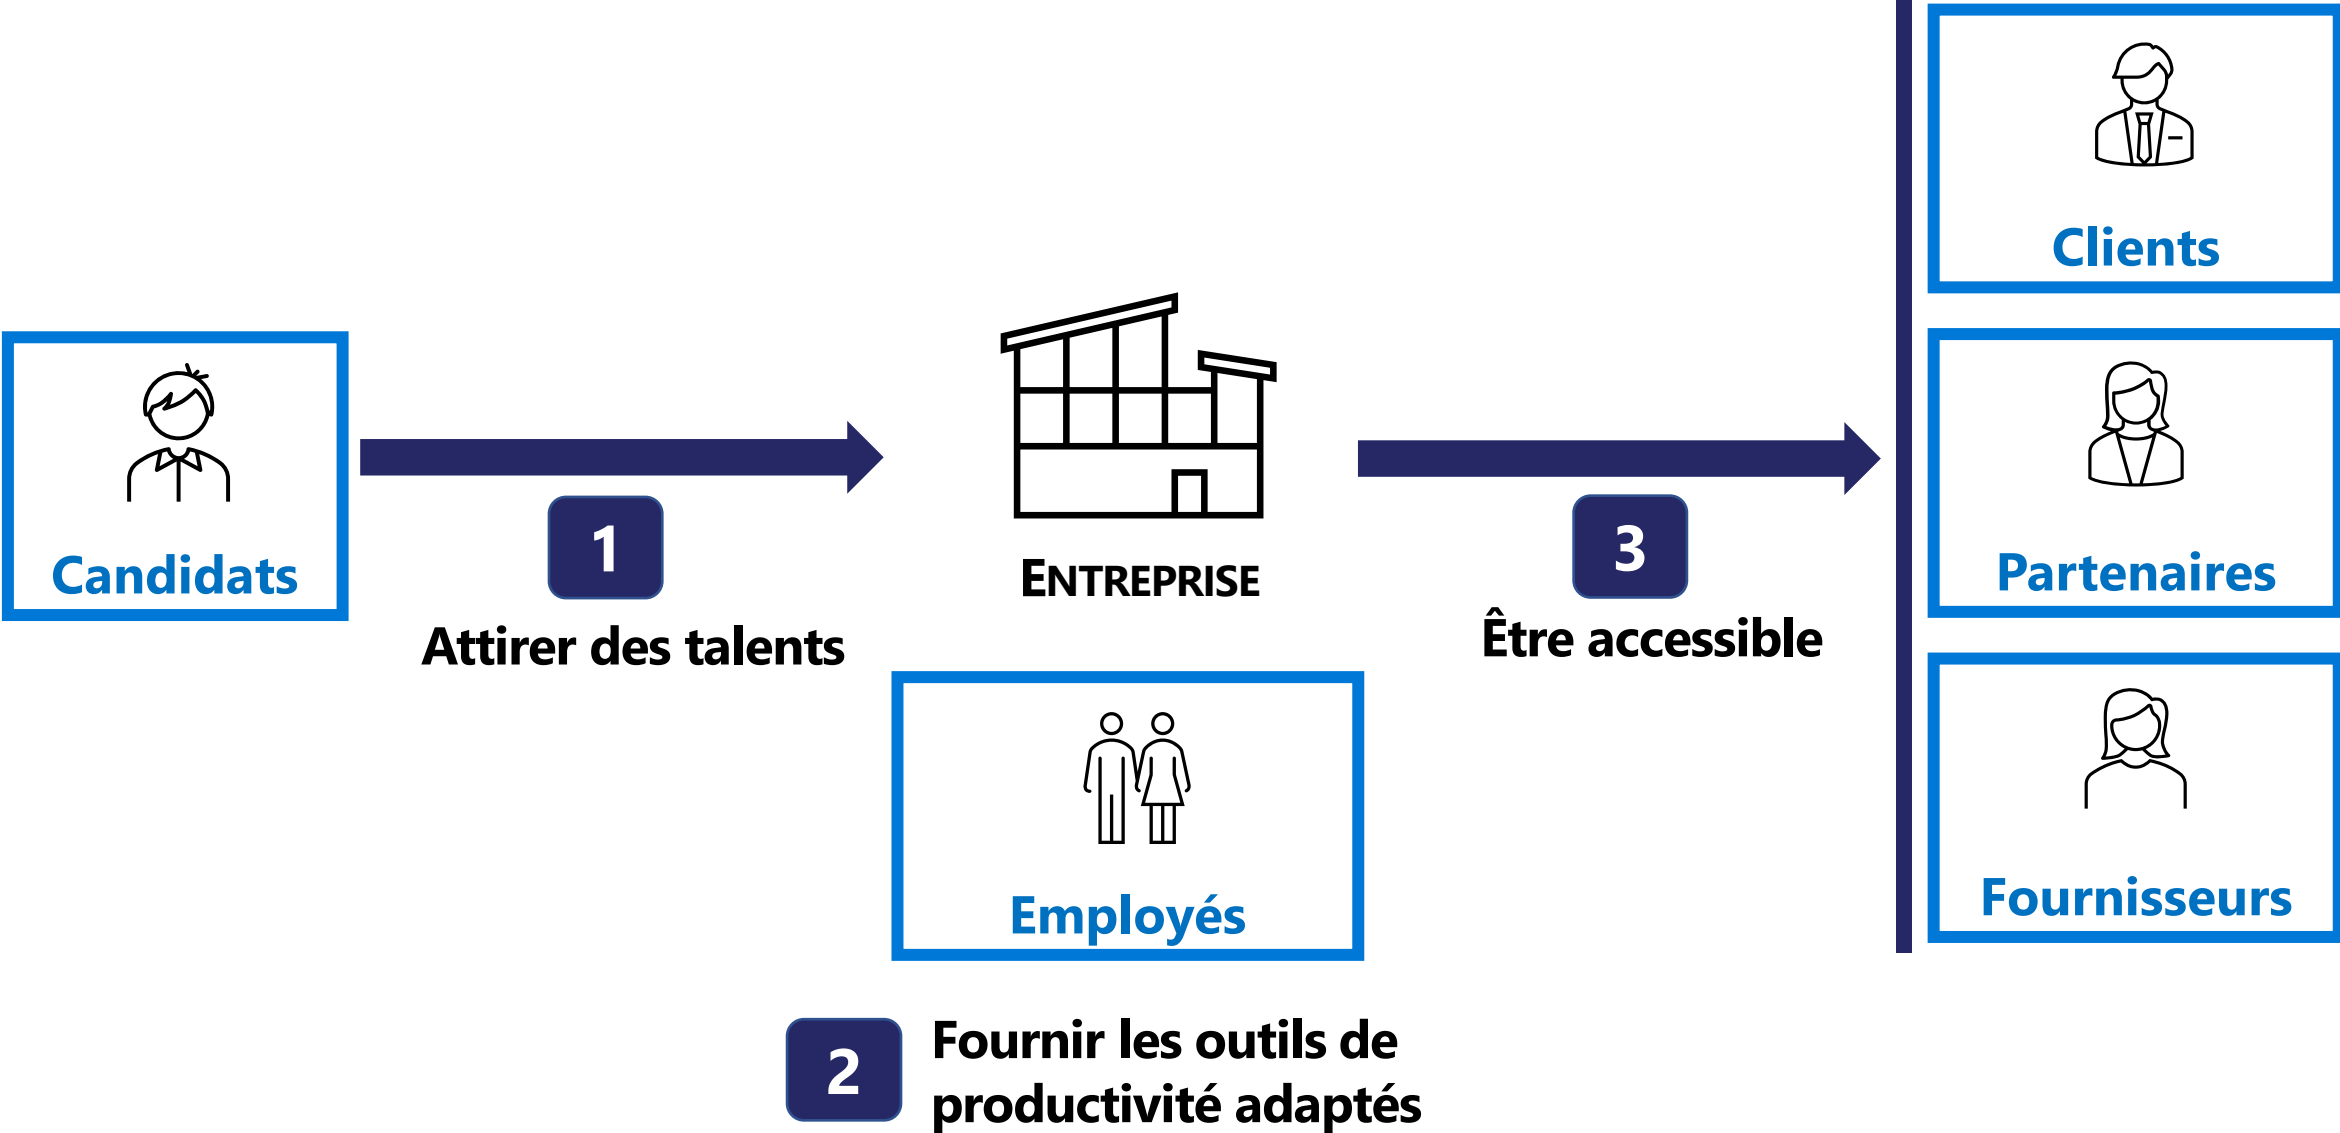 Candidats
1
Attirer des talents
ENTREPRISE
Employés
2
Fournir les outils de
productivité adaptés
3
Être accessible
Clients
Partenaires
Fournisseurs